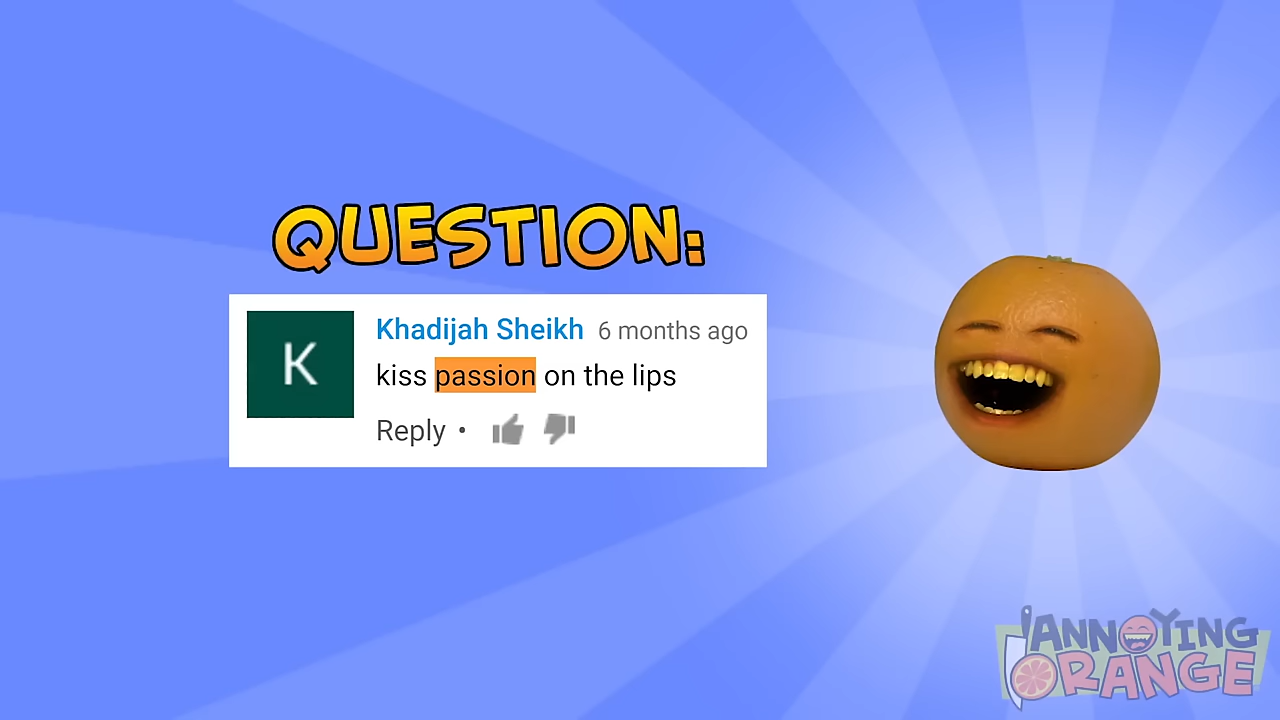 QUESTION:
K
Khadijah Sheikh 6 months ago
kiss passion on the lips
Reply •
ANNOYING
ORANGE